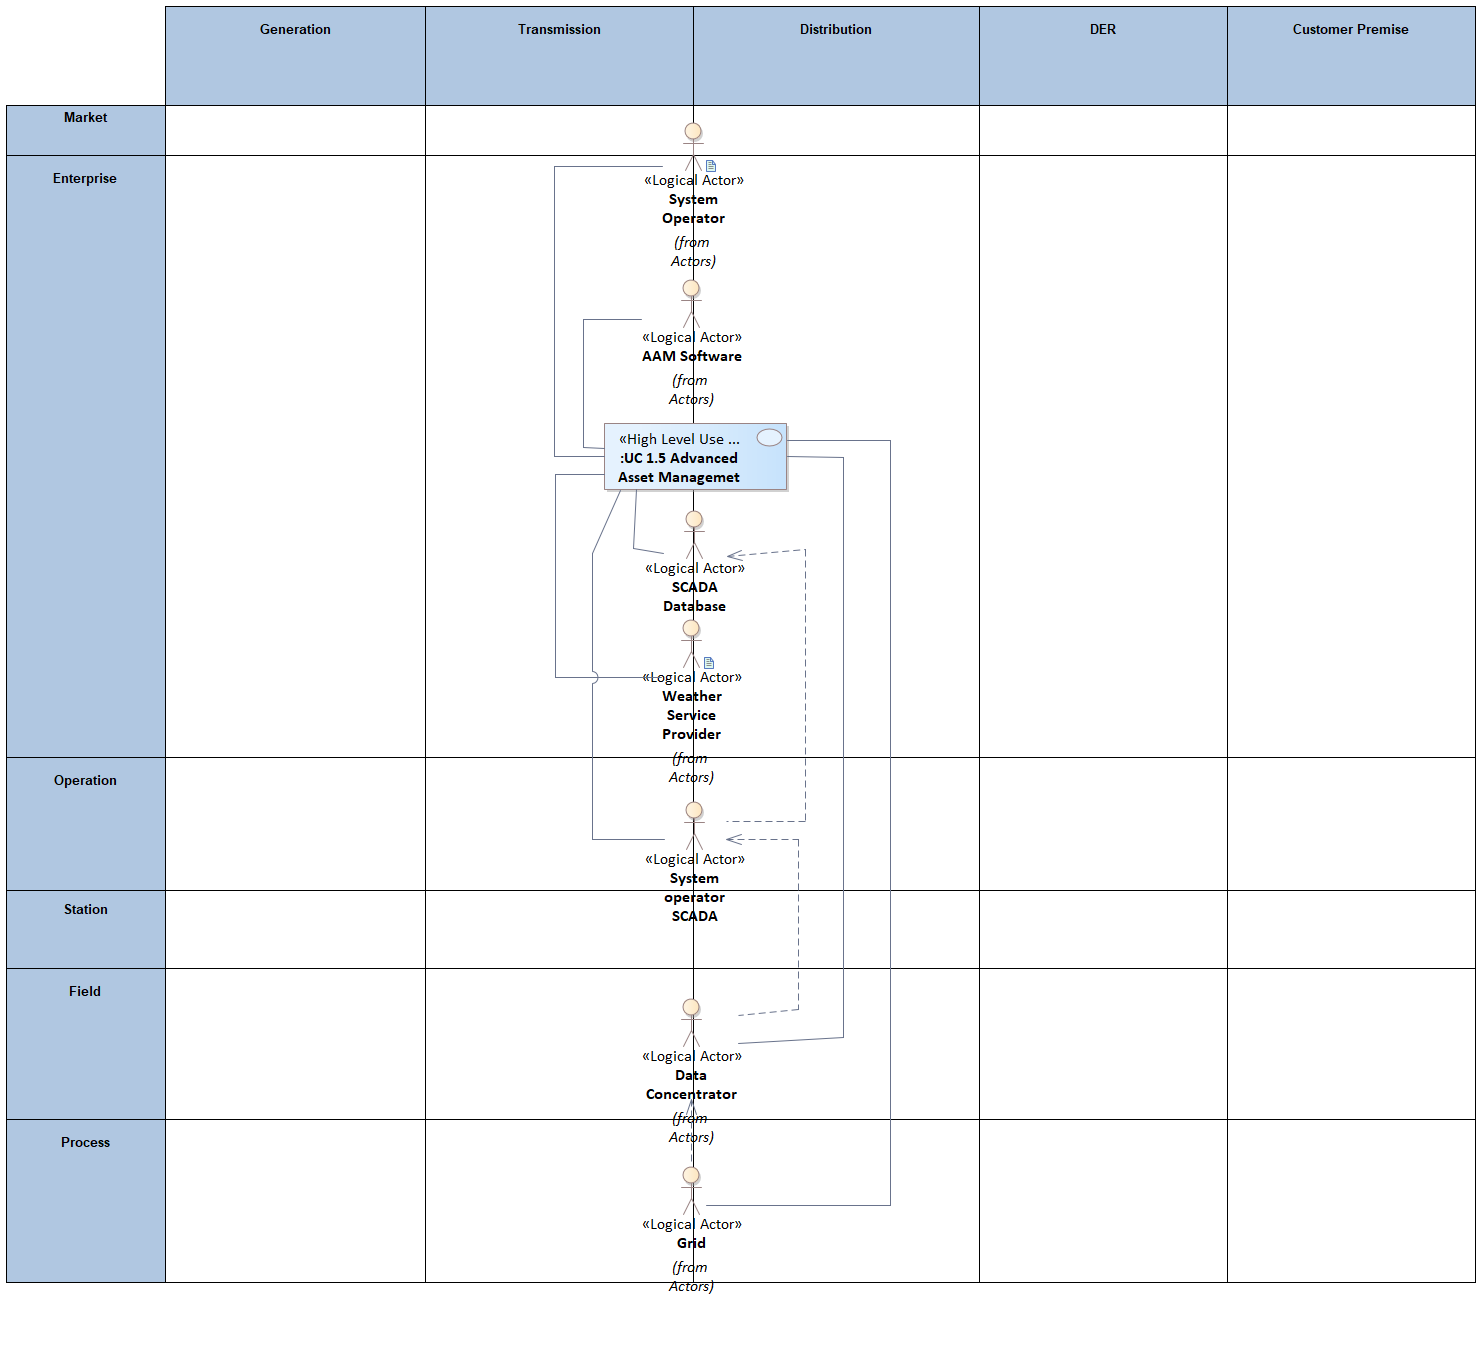 Generation
Transmission
Distribution
DER
Customer Premise
Market
Enterprise
«Logical Actor»
System
Operator
(from
Actors)
«Logical Actor»
AAM Software
(from
Actors)
«High Level Use ...
:UC 1.5 Advanced
Asset Managemet
«Logical Actor»
SCADA
Database
«Logical Actor»
Weather
Service
Provider
(from
Actors)
Operation
«Logical Actor»
System
operator
SCADA
Station
Field
«Logical Actor»
Data
Concentrator
(from
Actors)
Process
«Logical Actor»
Grid
(from
Actors)